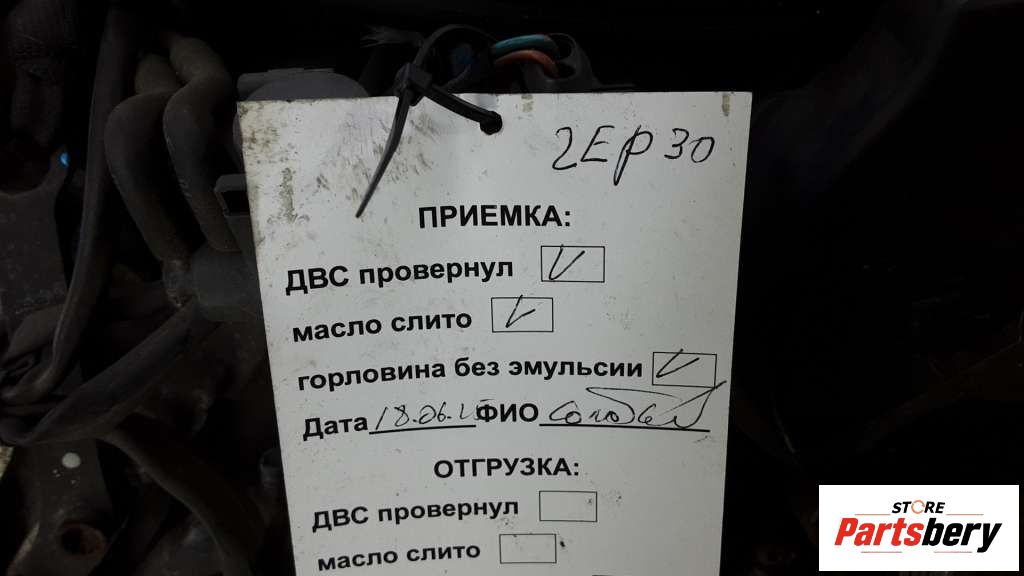 2EP30
ПРИЕМКА:
ДВС провернул V
масло слито V
горловина без эмульсии V
Дата 18.06. ФИО
ОТГРУЗКА:
ДВС провернул
масло слито
STORE
Partsbery